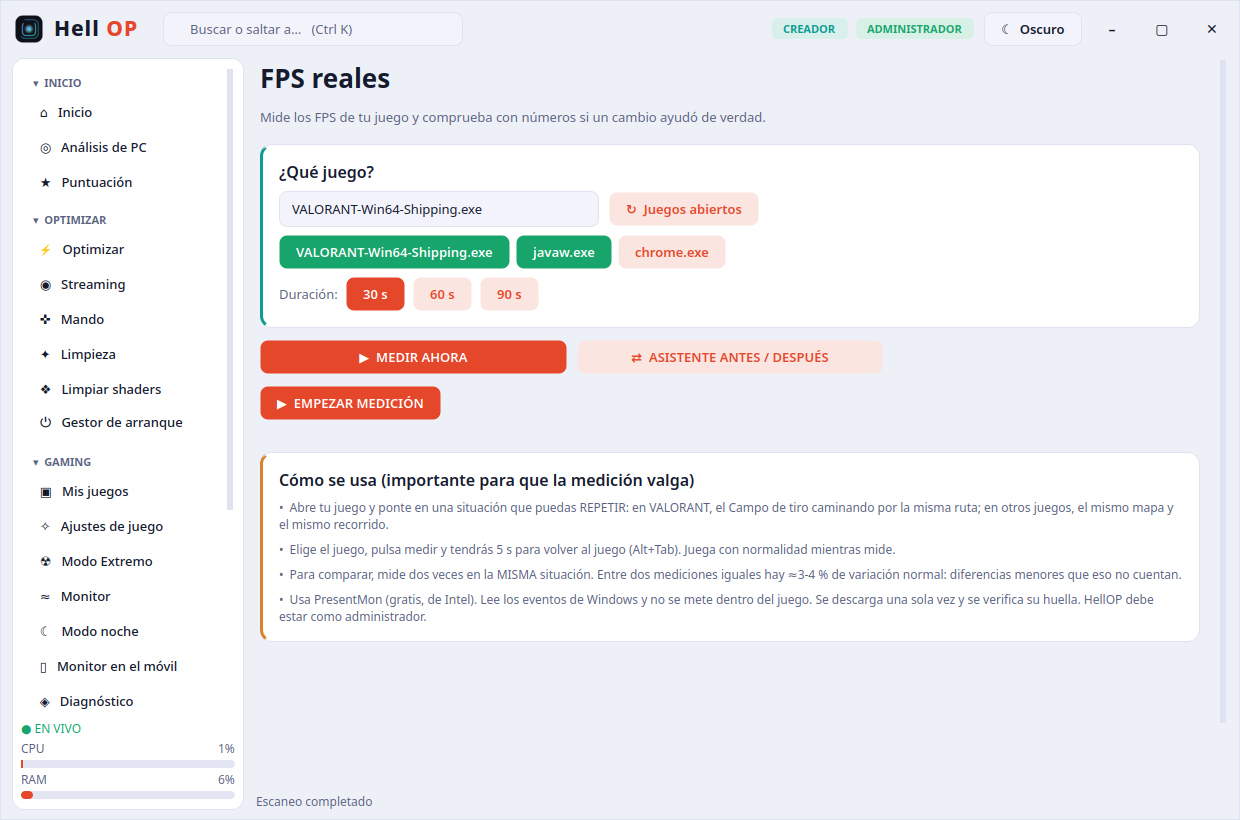 Hell OP
Buscar o saltar a... (Ctrl K)
CREADOR
ADMINISTRADOR
☾ Oscuro
– ▢ ✕
▾ INICIO
⌂ Inicio
◎ Análisis de PC
★ Puntuación
▾ OPTIMIZAR
⚡ Optimizar
◉ Streaming
✜ Mando
✦ Limpieza
❖ Limpiar shaders
⏻ Gestor de arranque
▾ GAMING
▣ Mis juegos
✧ Ajustes de juego
☢ Modo Extremo
≈ Monitor
☾ Modo noche
▯ Monitor en el móvil
◈ Diagnóstico
● EN VIVO
CPU 1%
RAM 6%
FPS reales
Mide los FPS de tu juego y comprueba con números si un cambio ayudó de verdad.
¿Qué juego?
VALORANT-Win64-Shipping.exe
↻ Juegos abiertos
VALORANT-Win64-Shipping.exe
javaw.exe
chrome.exe
Duración:
30 s
60 s
90 s
▶ MEDIR AHORA
⇄ ASISTENTE ANTES / DESPUÉS
▶ EMPEZAR MEDICIÓN
Cómo se usa (importante para que la medición valga)
• Abre tu juego y ponte en una situación que puedas REPETIR: en VALORANT, el Campo de tiro caminando por la misma ruta; en otros juegos, el mismo mapa y
el mismo recorrido.
• Elige el juego, pulsa medir y tendrás 5 s para volver al juego (Alt+Tab). Juega con normalidad mientras mide.
• Para comparar, mide dos veces en la MISMA situación. Entre dos mediciones iguales hay ≈3-4 % de variación normal: diferencias menores que eso no cuentan.
• Usa PresentMon (gratis, de Intel). Lee los eventos de Windows y no se mete dentro del juego. Se descarga una sola vez y se verifica su huella. HellOP debe
estar como administrador.
Escaneo completado